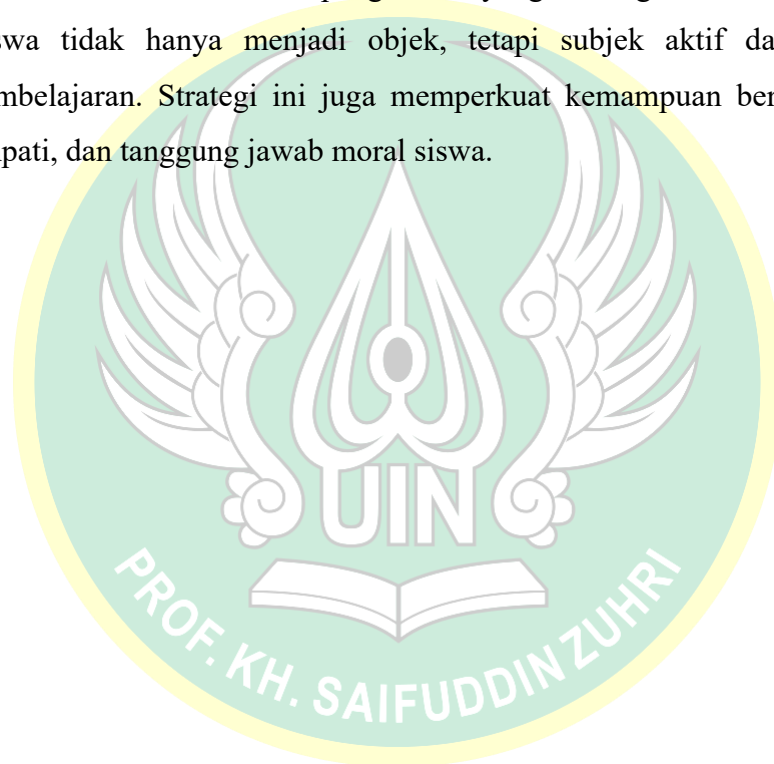 swa tidak hanya menjadi objek, tetapi subjek aktif da
mbelajaran. Strategi ini juga memperkuat kemampuan ber
pati, dan tanggung jawab moral siswa.
UIN
PROF. KH. SAIFUDDIN ZUHRI